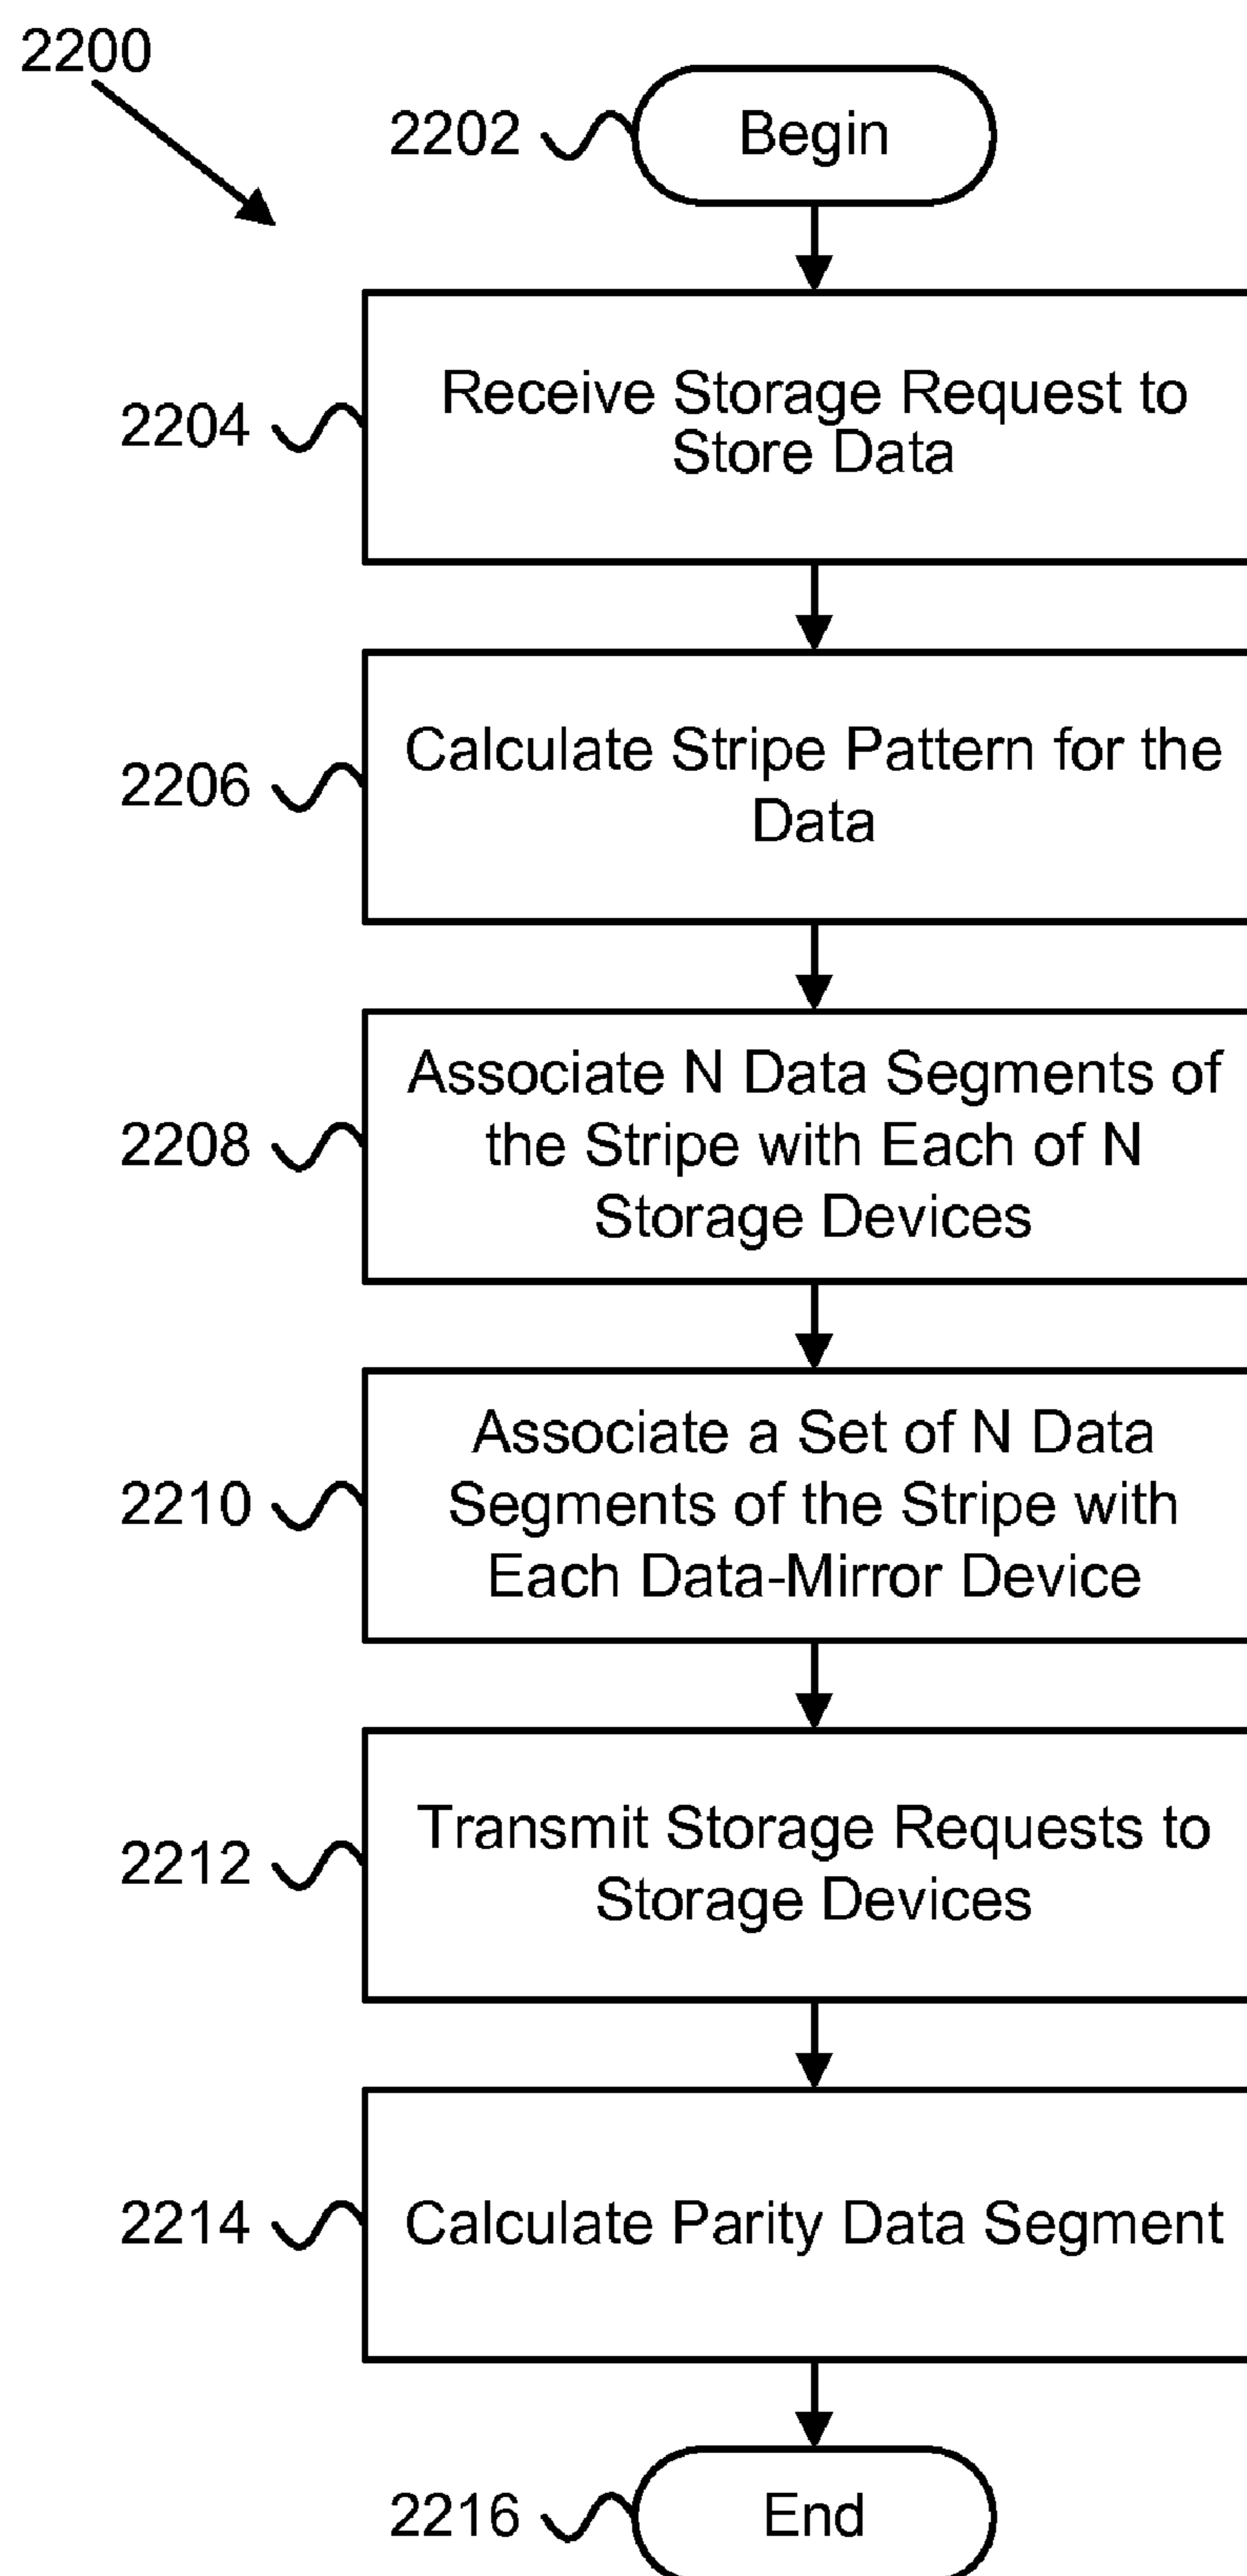 2200
2202
Begin
2204
Receive Storage Request to
Store Data
2206
Calculate Stripe Pattern for the
Data
2208
Associate N Data Segments of
the Stripe with Each of N
Storage Devices
2210
Associate a Set of N Data
Segments of the Stripe with
Each Data-Mirror Device
2212
Transmit Storage Requests to
Storage Devices
2214
Calculate Parity Data Segment
2216
End